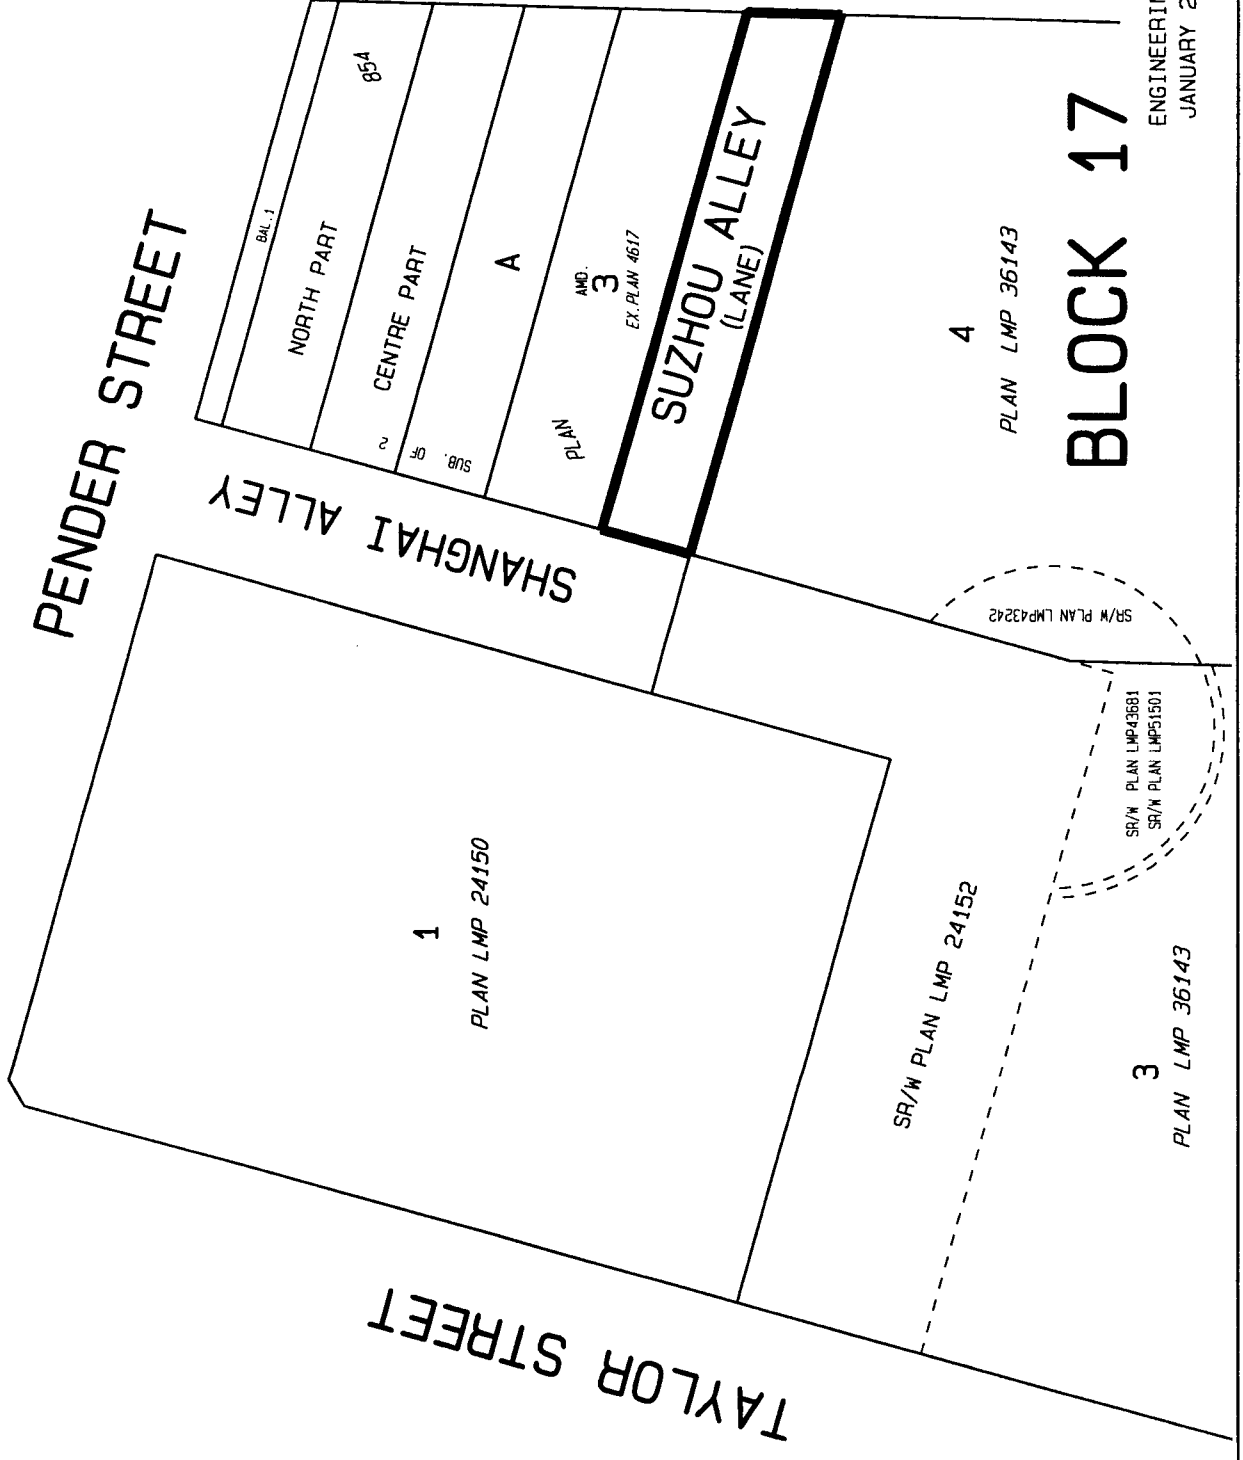 PENDER STREET
BAL. 1
NORTH PART
854
CENTRE PART
2
SUB. OF
A
AMD.
3
EX. PLAN 4617
PLAN
SHANGHAI ALLEY
SUZHOU ALLEY
(LANE)
4
PLAN LMP 36143
BLOCK 17
1
PLAN LMP 24150
SR/W PLAN LMP43242
SR/W PLAN LMP43681
SR/W PLAN LMP51501
SR/W PLAN LMP 24152
3
PLAN LMP 36143
TAYLOR STREET
JANUARY